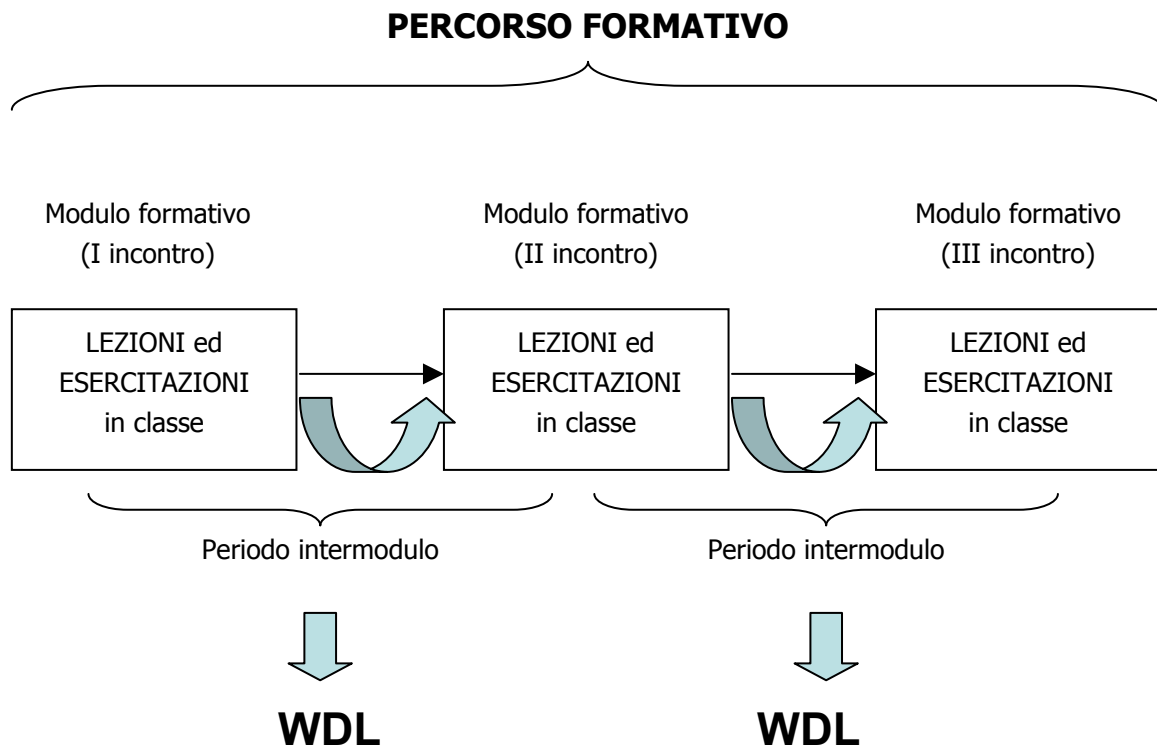 PERCORSO FORMATIVO
Modulo formativo
(I incontro)
Modulo formativo
(II incontro)
Modulo formativo
(III incontro)
LEZIONI ed
ESERCITAZIONI
in classe
LEZIONI ed
ESERCITAZIONI
in classe
LEZIONI ed
ESERCITAZIONI
in classe
Periodo intermodulo
Periodo intermodulo
WDL
WDL